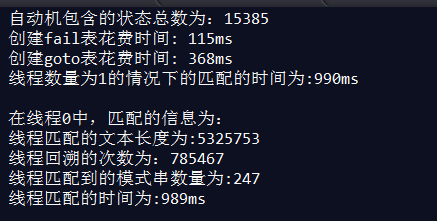 自动机包含的状态总数为：15385
创建fail表花费时间: 115ms
创建goto表花费时间: 368ms
线程数量为1的情况下的匹配的时间为:990ms
在线程0中，匹配的信息为:
线程匹配的文本长度为:5325753
线程回溯的次数为：785467
线程匹配到的模式串数量为:247
线程匹配的时间为:989ms